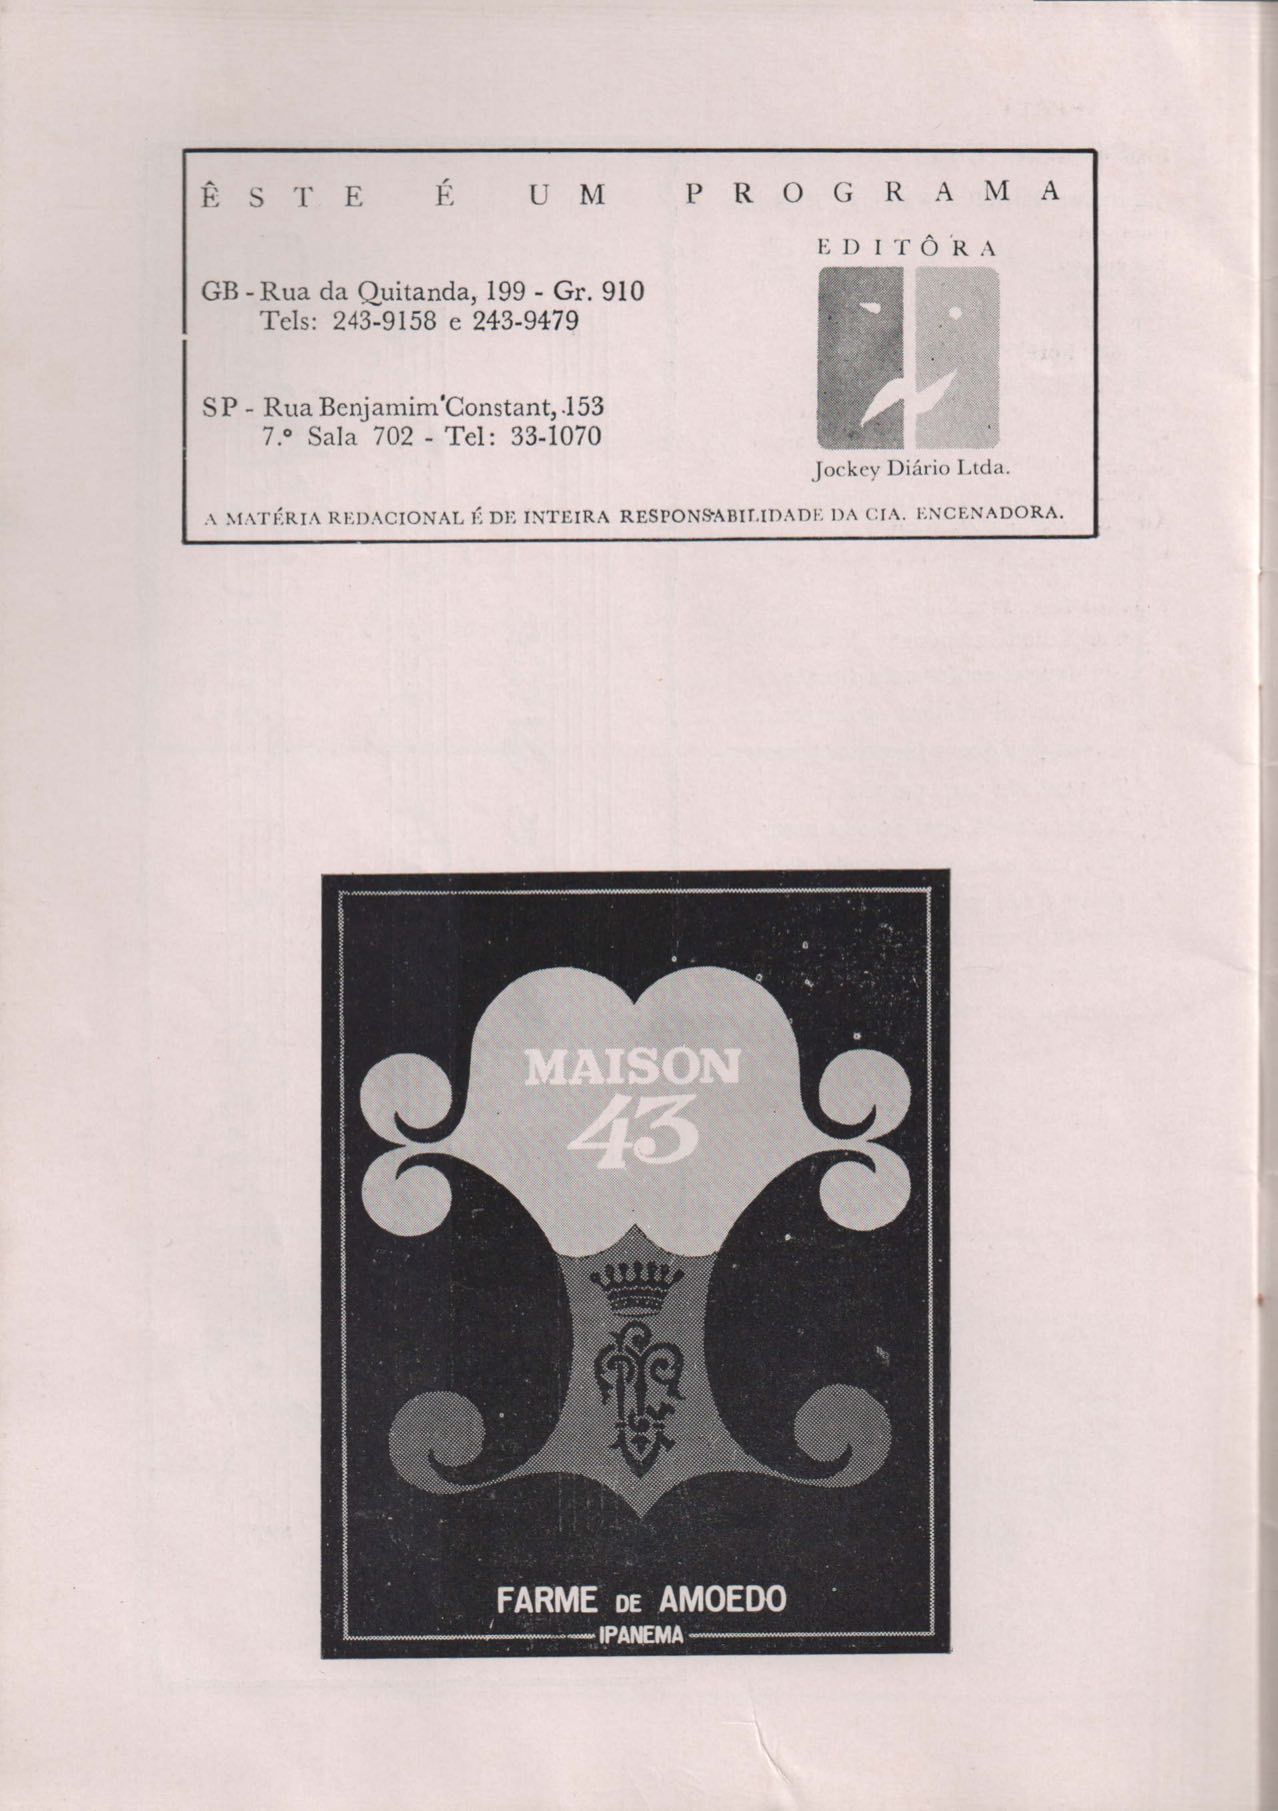 ÊSTE É UM PROGRAMA
EDITÔRA
GB - Rua da Quitanda, 199 - Gr. 910
Tels: 243-9158 e 243-9479
SP - Rua Benjamim Constant, 153
7.º Sala 702 - Tel: 33-1070
Jockey Diário Ltda.
A MATÉRIA REDACIONAL É DE INTEIRA RESPONSABILIDADE DA CIA. ENCENADORA.
MAISON
43
FARME DE AMOEDO
IPANEMA